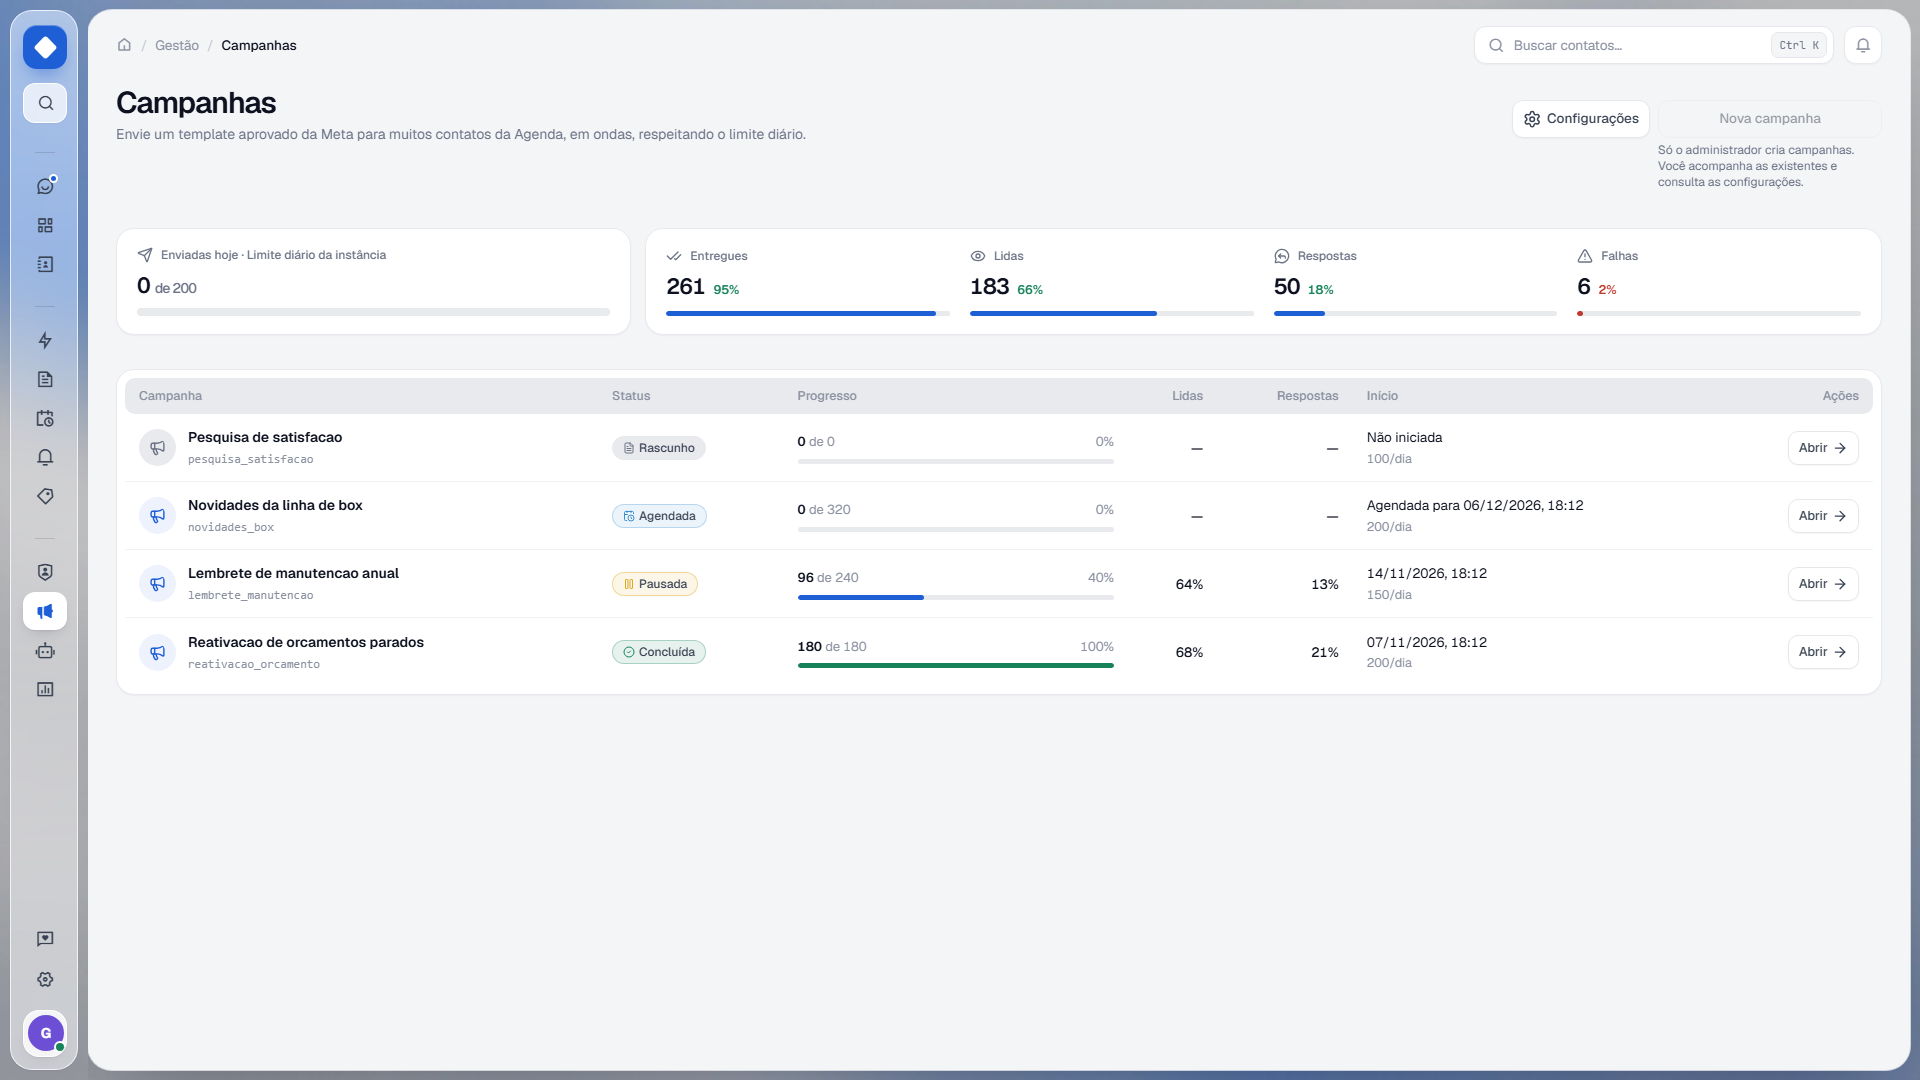 / Gestão / Campanhas
Buscar contatos...
Ctrl K
Campanhas
Envie um template aprovado da Meta para muitos contatos da Agenda, em ondas, respeitando o limite diário.
Configurações
Nova campanha
Só o administrador cria campanhas.
Você acompanha as existentes e
consulta as configurações.
Enviadas hoje · Limite diário da instância
0 de 200
Entregues
261 95%
Lidas
183 66%
Respostas
50 18%
Falhas
6 2%
Campanha Status Progresso Lidas Respostas Início Ações
Pesquisa de satisfacao
pesquisa_satisfacao
Rascunho
0 de 0 0%
— —
Não iniciada
100/dia
Abrir
Novidades da linha de box
novidades_box
Agendada
0 de 320 0%
— —
Agendada para 06/12/2026, 18:12
200/dia
Abrir
Lembrete de manutencao anual
lembrete_manutencao
Pausada
96 de 240 40%
64% 13%
14/11/2026, 18:12
150/dia
Abrir
Reativacao de orcamentos parados
reativacao_orcamento
Concluída
180 de 180 100%
68% 21%
07/11/2026, 18:12
200/dia
Abrir
G